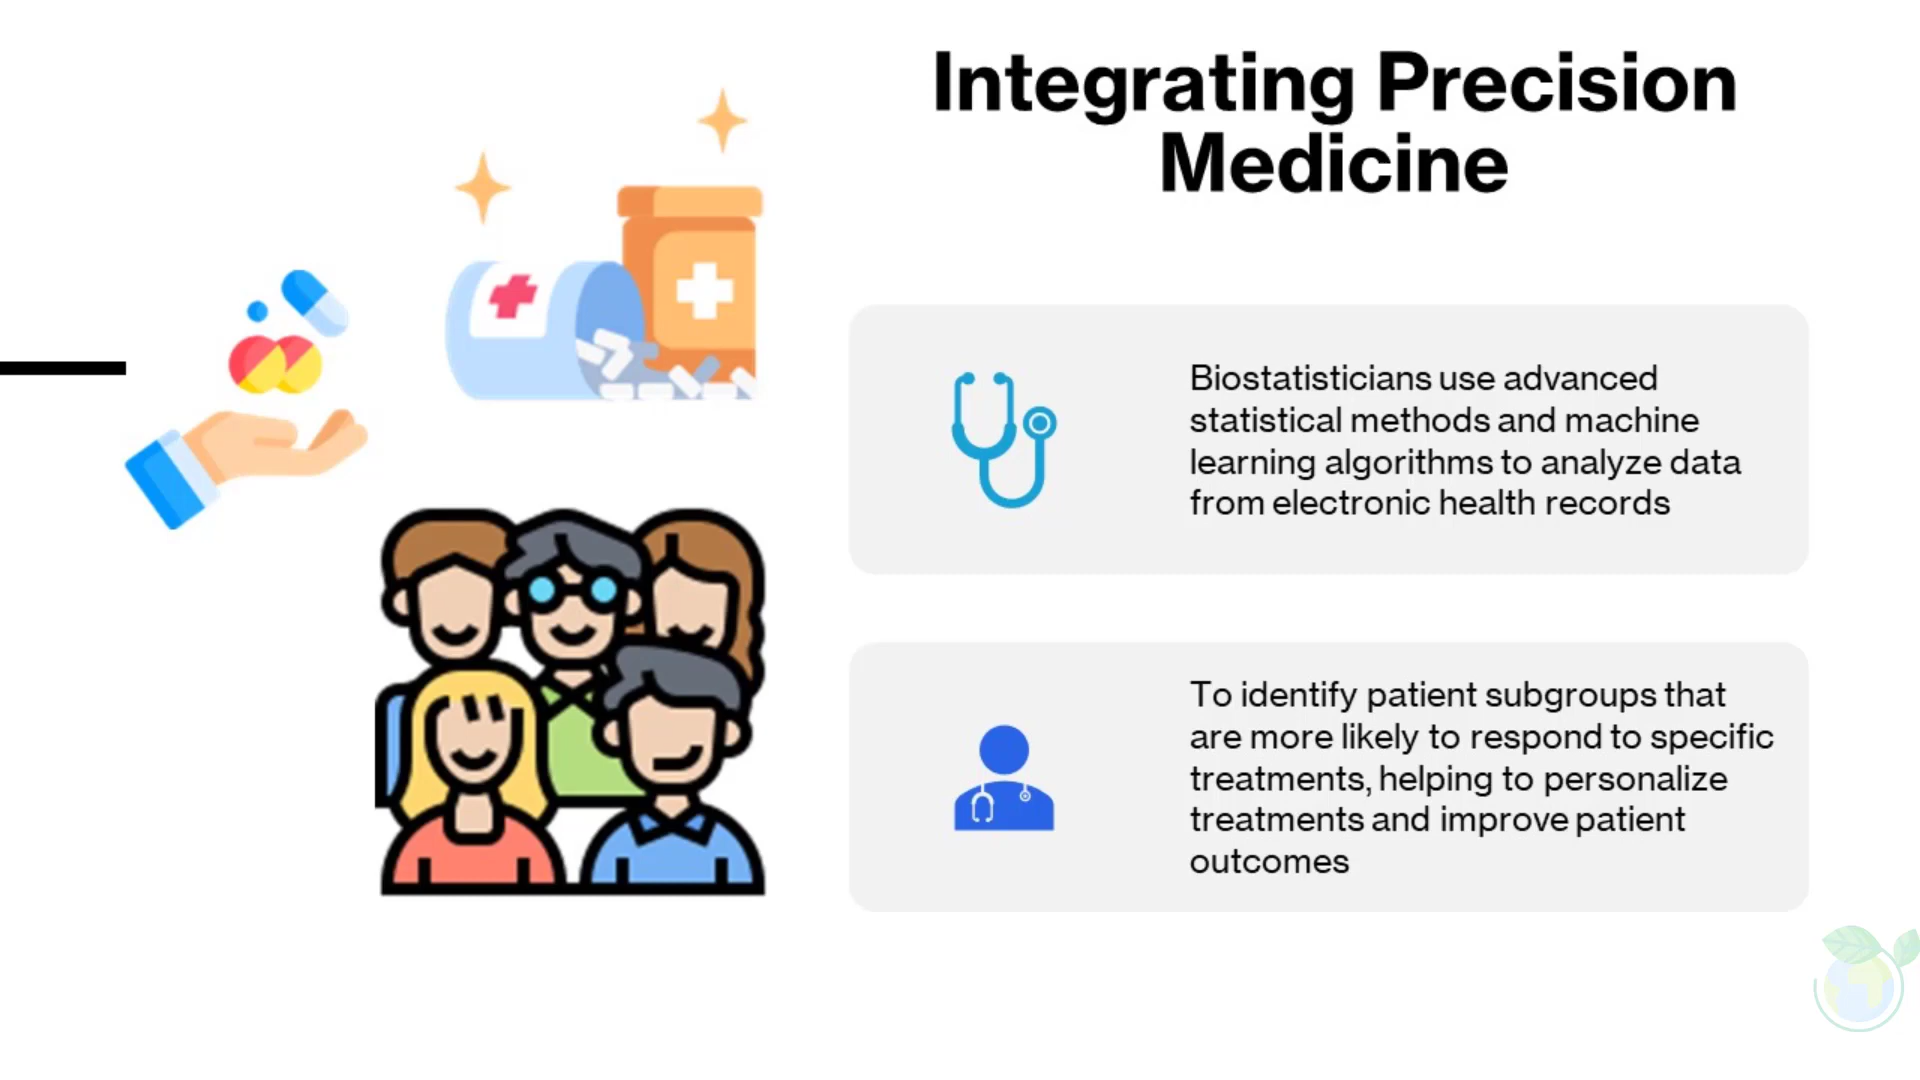 Integrating Precision
Medicine
Biostatisticians use advanced
statistical methods and machine
learning algorithms to analyze data
from electronic health records
To identify patient subgroups that
are more likely to respond to specific
treatments, helping to personalize
treatments and improve patient
outcomes